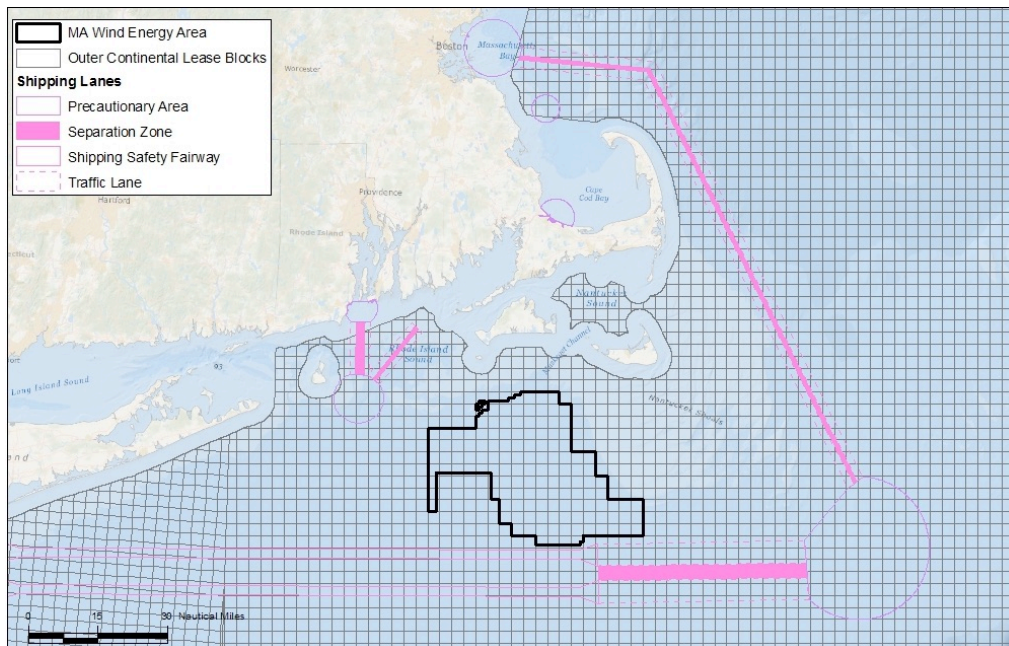 MA Wind Energy Area
Outer Continental Lease Blocks
Shipping Lanes
Precautionary Area
Separation Zone
Shipping Safety Fairway
Traffic Lane
Boston
Massachusetts
Bay
Worcester
Providence
Cape
Cod Bay
Hartford
Rhode Island
Nantucket
Sound
Rhode Island
Sound
Long Island Sound
93
Nantucket Shoals
0 15 30 Nautical Miles